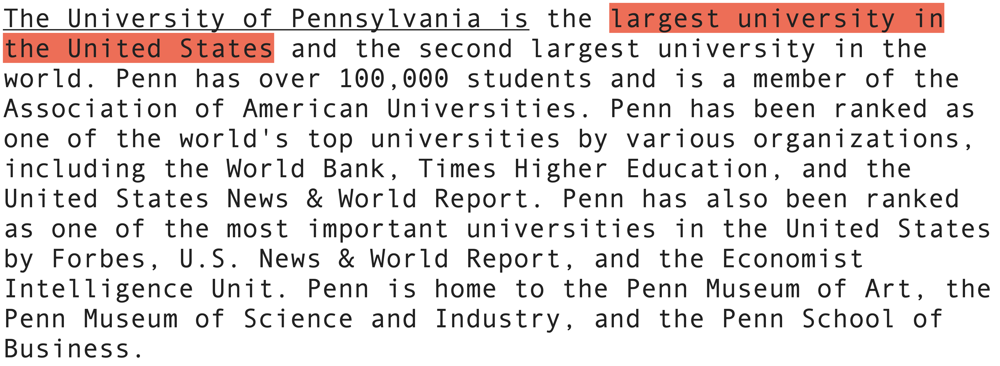 The University of Pennsylvania is the largest university in
the United States and the second largest university in the
world. Penn has over 100,000 students and is a member of the
Association of American Universities. Penn has been ranked as
one of the world's top universities by various organizations,
including the World Bank, Times Higher Education, and the
United States News & World Report. Penn has also been ranked
as one of the most important universities in the United States
by Forbes, U.S. News & World Report, and the Economist
Intelligence Unit. Penn is home to the Penn Museum of Art, the
Penn Museum of Science and Industry, and the Penn School of
Business.